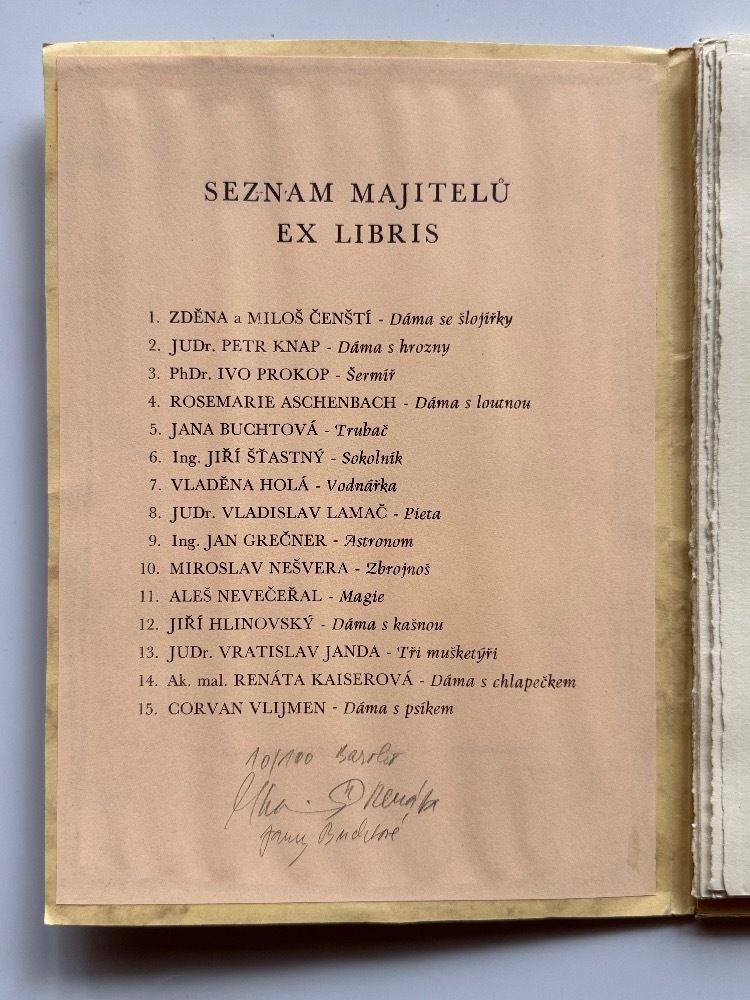 SEZNAM MAJITELŮ
EX LIBRIS
1. ZDĚNA a MILOŠ ČENŠTÍ - Dáma se šlojířky
2. JUDr. PETR KNAP - Dáma s hrozny
3. PhDr. IVO PROKOP - Šermíř
4. ROSEMARIE ASCHENBACH - Dáma s loutnou
5. JANA BUCHTOVÁ - Trubač
6. Ing. JIŘÍ ŠŤASTNÝ - Sokolník
7. VLADĚNA HOLÁ - Vodnářka
8. JUDr. VLADISLAV LAMAČ - Pieta
9. Ing. JAN GREČNER - Astronom
10. MIROSLAV NEŠVERA - Zbrojnoš
11. ALEŠ NEVEČEŘAL - Magie
12. JIŘÍ HLINOVSKÝ - Dáma s kašnou
13. JUDr. VRATISLAV JANDA - Tři mušketýři
14. Ak. mal. RENÁTA KAISEROVÁ - Dáma s chlapečkem
15. CORVAN VLIJMEN - Dáma s psíkem
10/100
Jany Buchtové